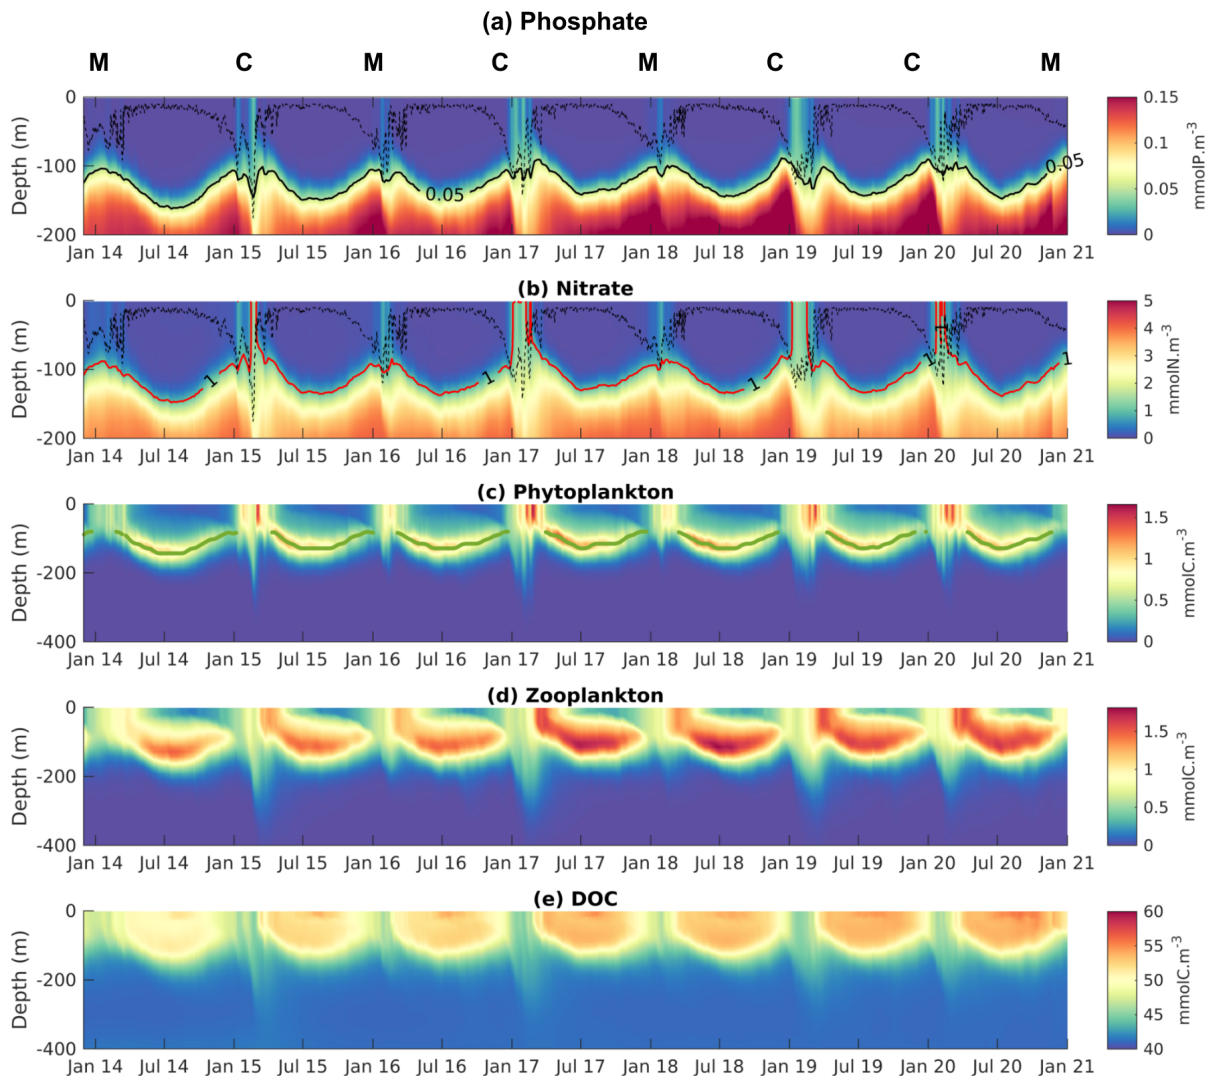 (a) Phosphate
M C M C M C C M
0
-100
-200
Depth (m)
0.05
0.05
0.15
0.1
0.05
0
mmolP.m-3
Jan 14 Jul 14 Jan 15 Jul 15 Jan 16 Jul 16 Jan 17 Jul 17 Jan 18 Jul 18 Jan 19 Jul 19 Jan 20 Jul 20 Jan 21
(b) Nitrate
0
-100
-200
Depth (m)
1 1 1 1 1 1
5
4
3
2
1
0
mmolN.m-3
Jan 14 Jul 14 Jan 15 Jul 15 Jan 16 Jul 16 Jan 17 Jul 17 Jan 18 Jul 18 Jan 19 Jul 19 Jan 20 Jul 20 Jan 21
(c) Phytoplankton
0
-200
-400
Depth (m)
1.5
1
0.5
0
mmolC.m-3
Jan 14 Jul 14 Jan 15 Jul 15 Jan 16 Jul 16 Jan 17 Jul 17 Jan 18 Jul 18 Jan 19 Jul 19 Jan 20 Jul 20 Jan 21
(d) Zooplankton
0
-200
-400
Depth (m)
1.5
1
0.5
0
mmolC.m-3
Jan 14 Jul 14 Jan 15 Jul 15 Jan 16 Jul 16 Jan 17 Jul 17 Jan 18 Jul 18 Jan 19 Jul 19 Jan 20 Jul 20 Jan 21
(e) DOC
0
-200
-400
Depth (m)
60
55
50
45
40
mmolC.m-3
Jan 14 Jul 14 Jan 15 Jul 15 Jan 16 Jul 16 Jan 17 Jul 17 Jan 18 Jul 18 Jan 19 Jul 19 Jan 20 Jul 20 Jan 21